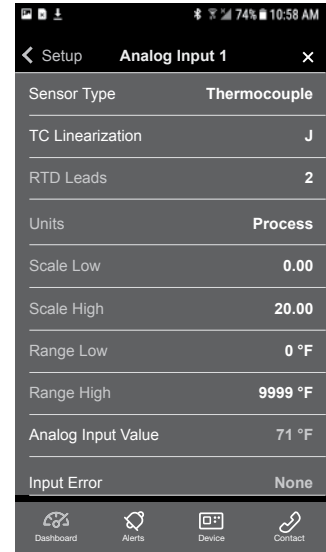 74% 10:58 AM
Setup Analog Input 1 ×
Sensor Type Thermocouple
TC Linearization J
RTD Leads 2
Units Process
Scale Low 0.00
Scale High 20.00
Range Low 0 °F
Range High 9999 °F
Analog Input Value 71 °F
Input Error None
Dashboard Alerts Device Contact